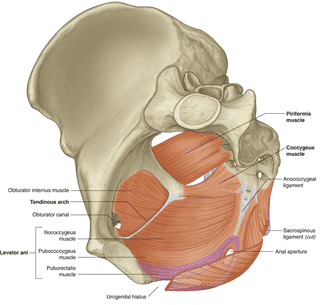 Piriformis
muscle
Coccygeus
muscle
Anococcygeal
ligament
Obturator internus muscle
Tendinous arch
Obturator canal
Sacrospinous
ligament (cut)
Levator ani
Iliococcygeus
muscle
Pubococcygeus
muscle
Puborectalis
muscle
Anal aperture
Urogenital hiatus